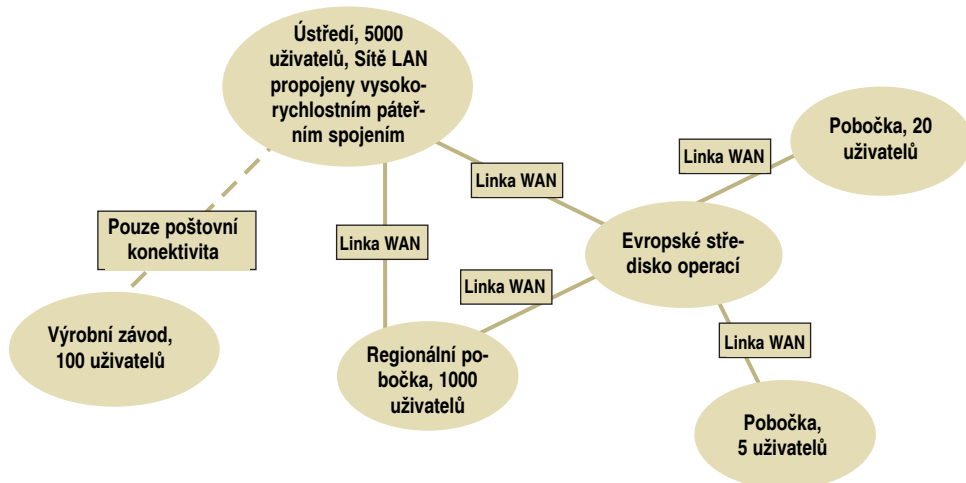 Ústředí, 5000
uživatelů, Sítě LAN
propojeny vysoko-
rychlostním páteř-
ním spojením
Pobočka, 20
uživatelů
Linka WAN
Linka WAN
Pouze poštovní
konektivita
Linka WAN
Evropské stře-
disko operací
Linka WAN
Výrobní závod,
100 uživatelů
Regionální po-
bočka, 1000
uživatelů
Linka WAN
Pobočka,
5 uživatelů